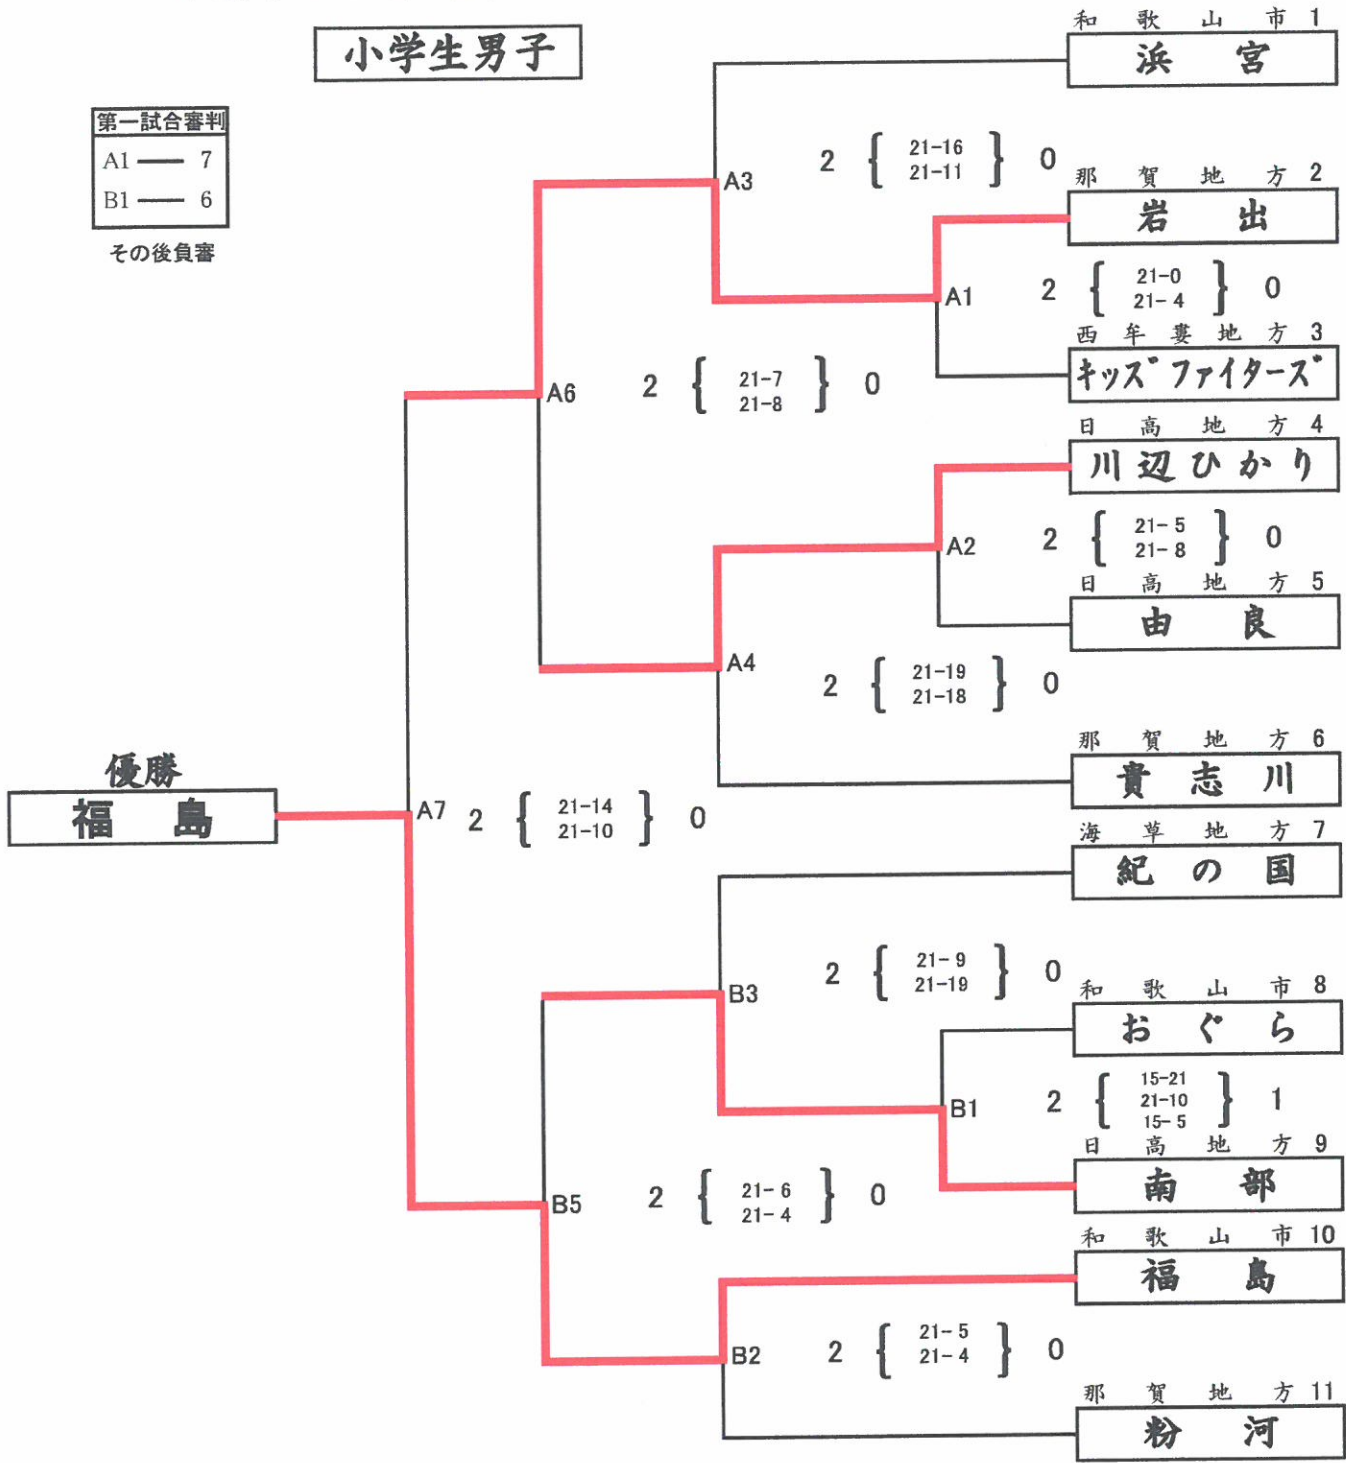 小学生男子
第一試合審判
A1 ── 7
B1 ── 6
その後負審
和歌山市 1
浜宮
A3 2 { 21-16 21-11 } 0
那賀地方 2
岩出
A1 2 { 21-0 21-4 } 0
西牟婁地方 3
キッズファイターズ
A6 2 { 21-7 21-8 } 0
日高地方 4
川辺ひかり
A2 2 { 21-5 21-8 } 0
日高地方 5
由良
A4 2 { 21-19 21-18 } 0
那賀地方 6
貴志川
優勝
福島
A7 2 { 21-14 21-10 } 0
海草地方 7
紀の国
B3 2 { 21-9 21-19 } 0
和歌山市 8
おぐら
B1 2 { 15-21 21-10 15-5 } 1
日高地方 9
南部
B5 2 { 21-6 21-4 } 0
和歌山市 10
福島
B2 2 { 21-5 21-4 } 0
那賀地方 11
粉河